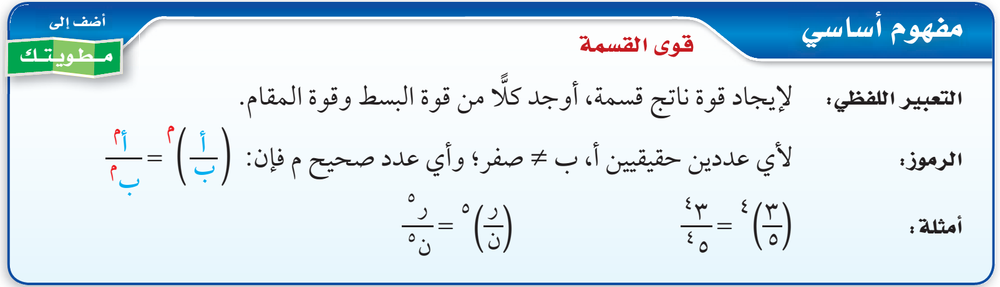 مفهوم أساسي
أضف إلى
مطويتك
قوى القسمة
التعبير اللفظي: لإيجاد قوة ناتج قسمة، أوجد كلًّا من قوة البسط وقوة المقام.
الرموز: لأي عددين حقيقيين أ، ب ≠ صفر؛ وأي عدد صحيح م فإن: (أ/ب)^م = أ^م/ب^م
أمثلة: (٣/٥)^٤ = ٣^٤/٥^٤ (ر/ن)^٥ = ر^٥/ن^٥